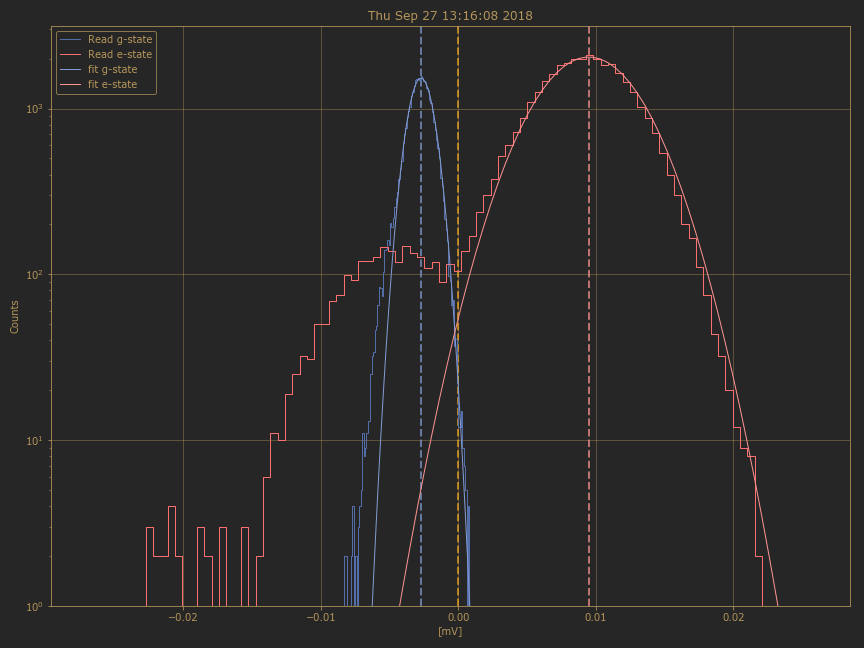 Thu Sep 27 13:16:08 2018
Read g-state
Read e-state
fit g-state
fit e-state
10³
10²
10¹
10⁰
Counts
−0.02 −0.01 0.00 0.01 0.02
[mV]